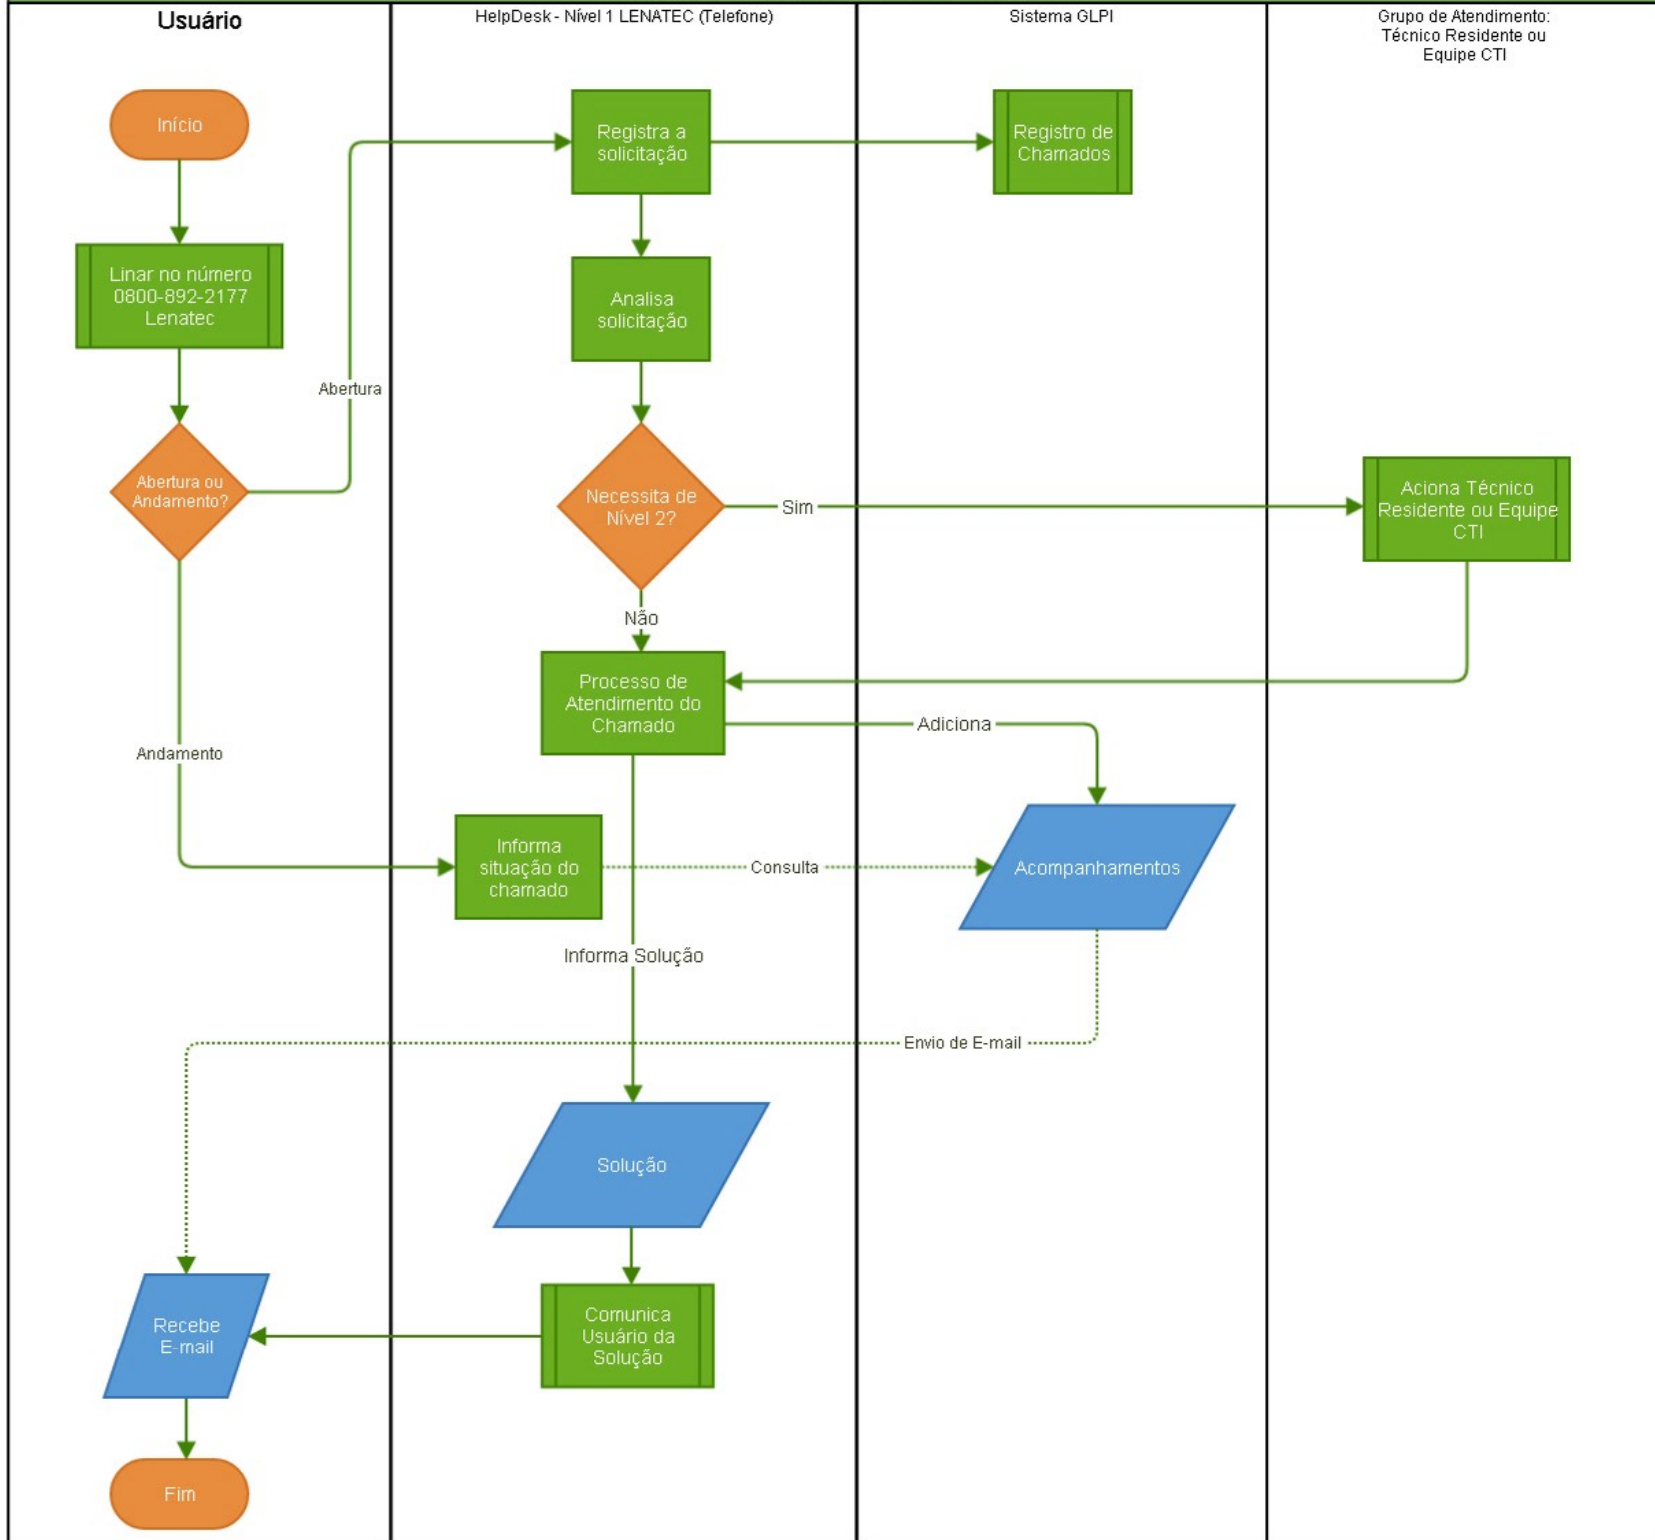 Usuário
HelpDesk - Nível 1 LENATEC (Telefone)
Sistema GLPI
Grupo de Atendimento:
Técnico Residente ou
Equipe CTI
Início
Registra a
solicitação
Registro de
Chamados
Linar no número
0800-892-2177
Lenatec
Analisa
solicitação
Abertura
Abertura ou
Andamento?
Necessita de
Nível 2?
Sim
Aciona Técnico
Residente ou Equipe
CTI
Não
Processo de
Atendimento do
Chamado
Adiciona
Andamento
Informa
situação do
chamado
Consulta
Acompanhamentos
Informa Solução
Envio de E-mail
Solução
Recebe
E-mail
Comunica
Usuário da
Solução
Fim